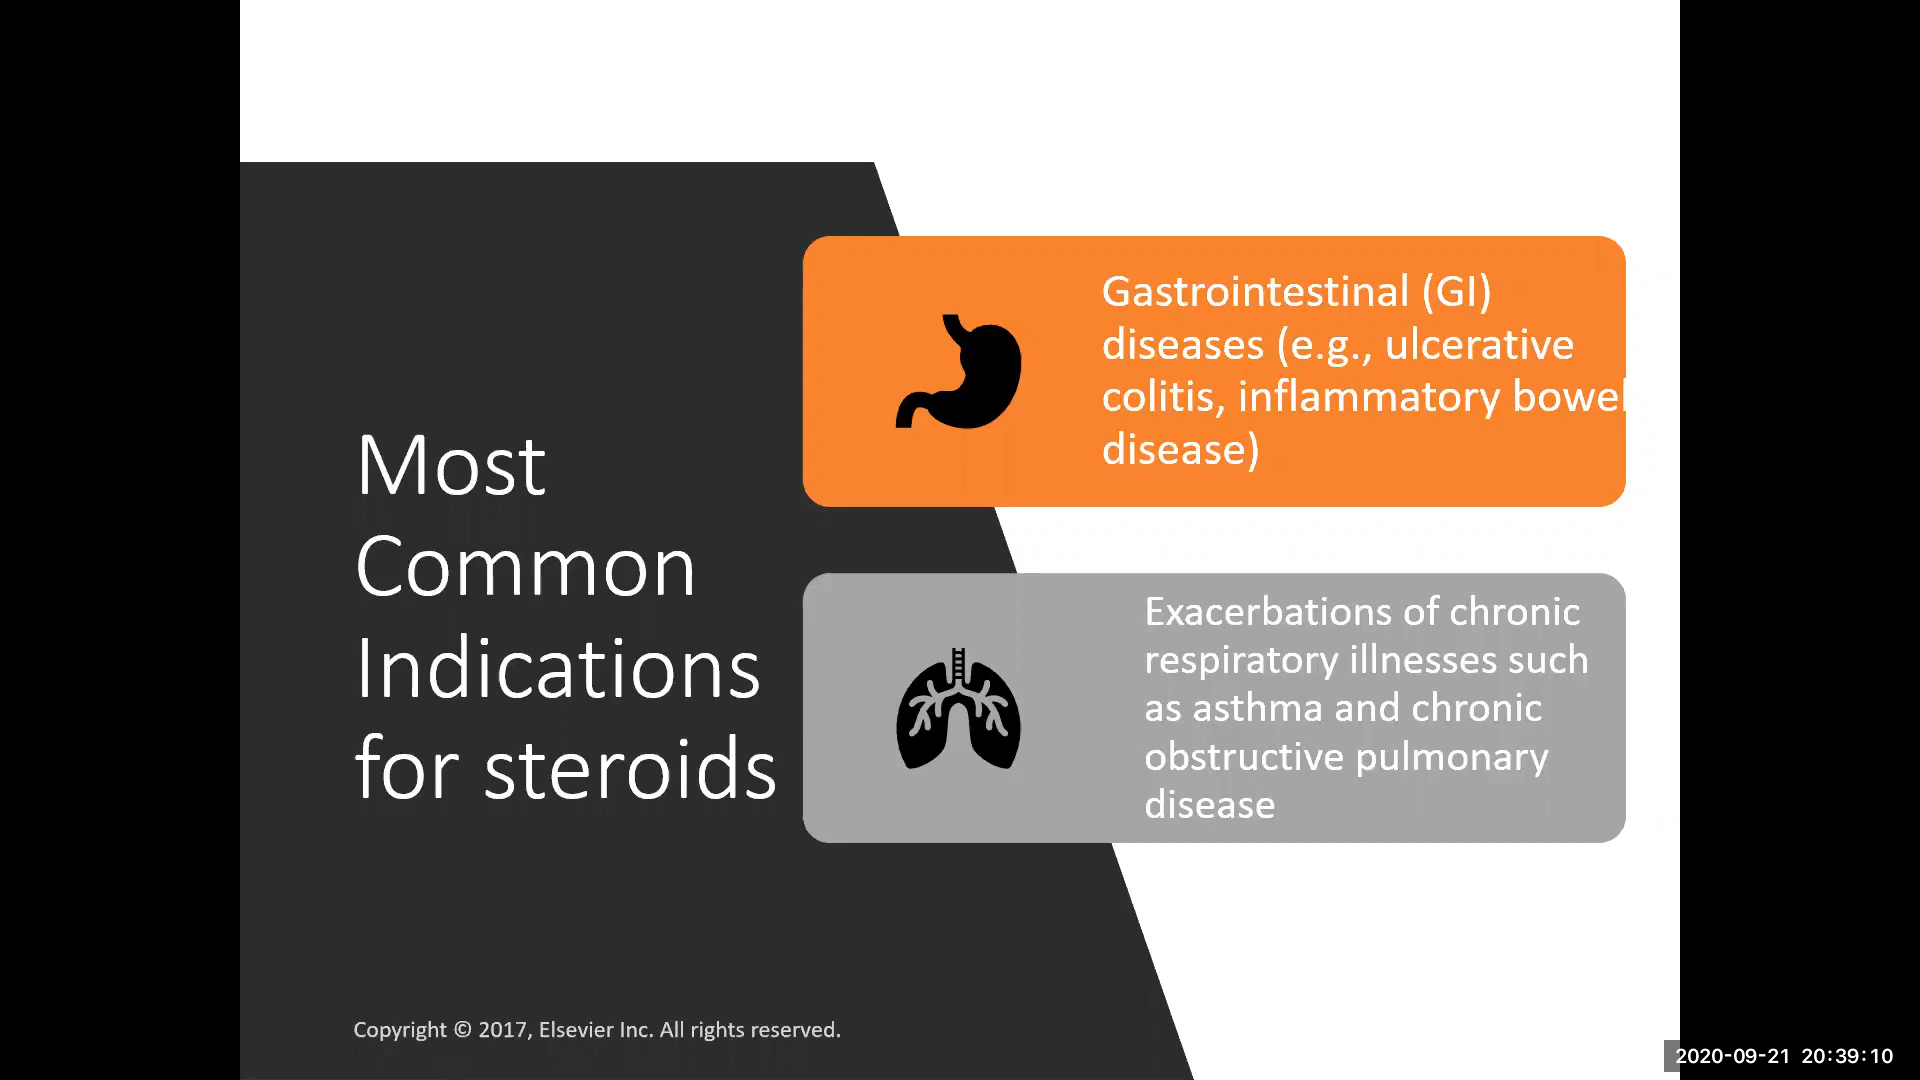 Most
Common
Indications
for steroids
Gastrointestinal (GI)
diseases (e.g., ulcerative
colitis, inflammatory bowel
disease)
Exacerbations of chronic
respiratory illnesses such
as asthma and chronic
obstructive pulmonary
disease
Copyright © 2017, Elsevier Inc. All rights reserved.
2020-09-21 20:39:10